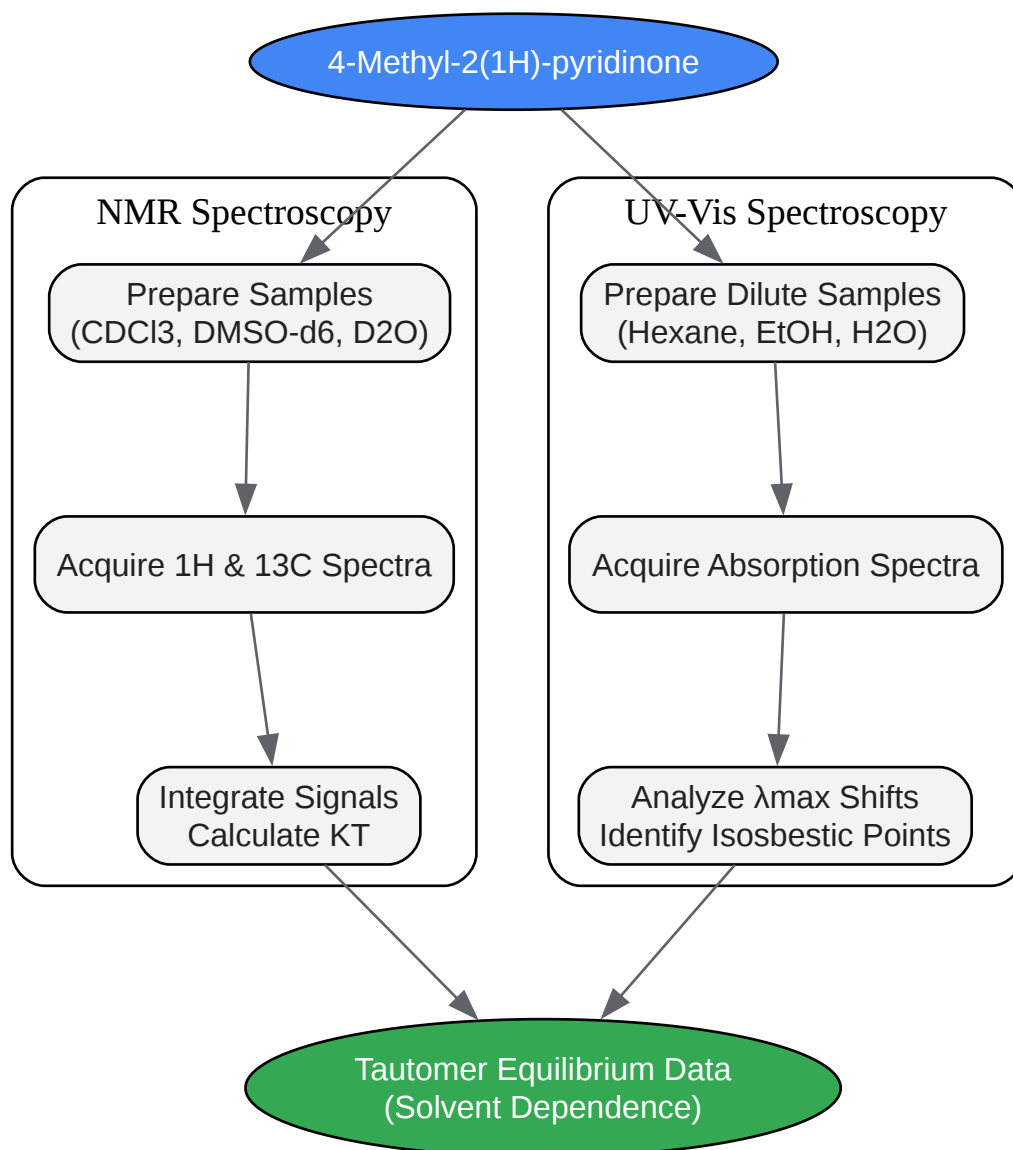 4-Methyl-2(1H)-pyridinone
NMR Spectroscopy
Prepare Samples
(CDCl3, DMSO-d6, D2O)
Acquire 1H & 13C Spectra
Integrate Signals
Calculate KT
UV-Vis Spectroscopy
Prepare Dilute Samples
(Hexane, EtOH, H2O)
Acquire Absorption Spectra
Analyze λmax Shifts
Identify Isosbestic Points
Tautomer Equilibrium Data
(Solvent Dependence)